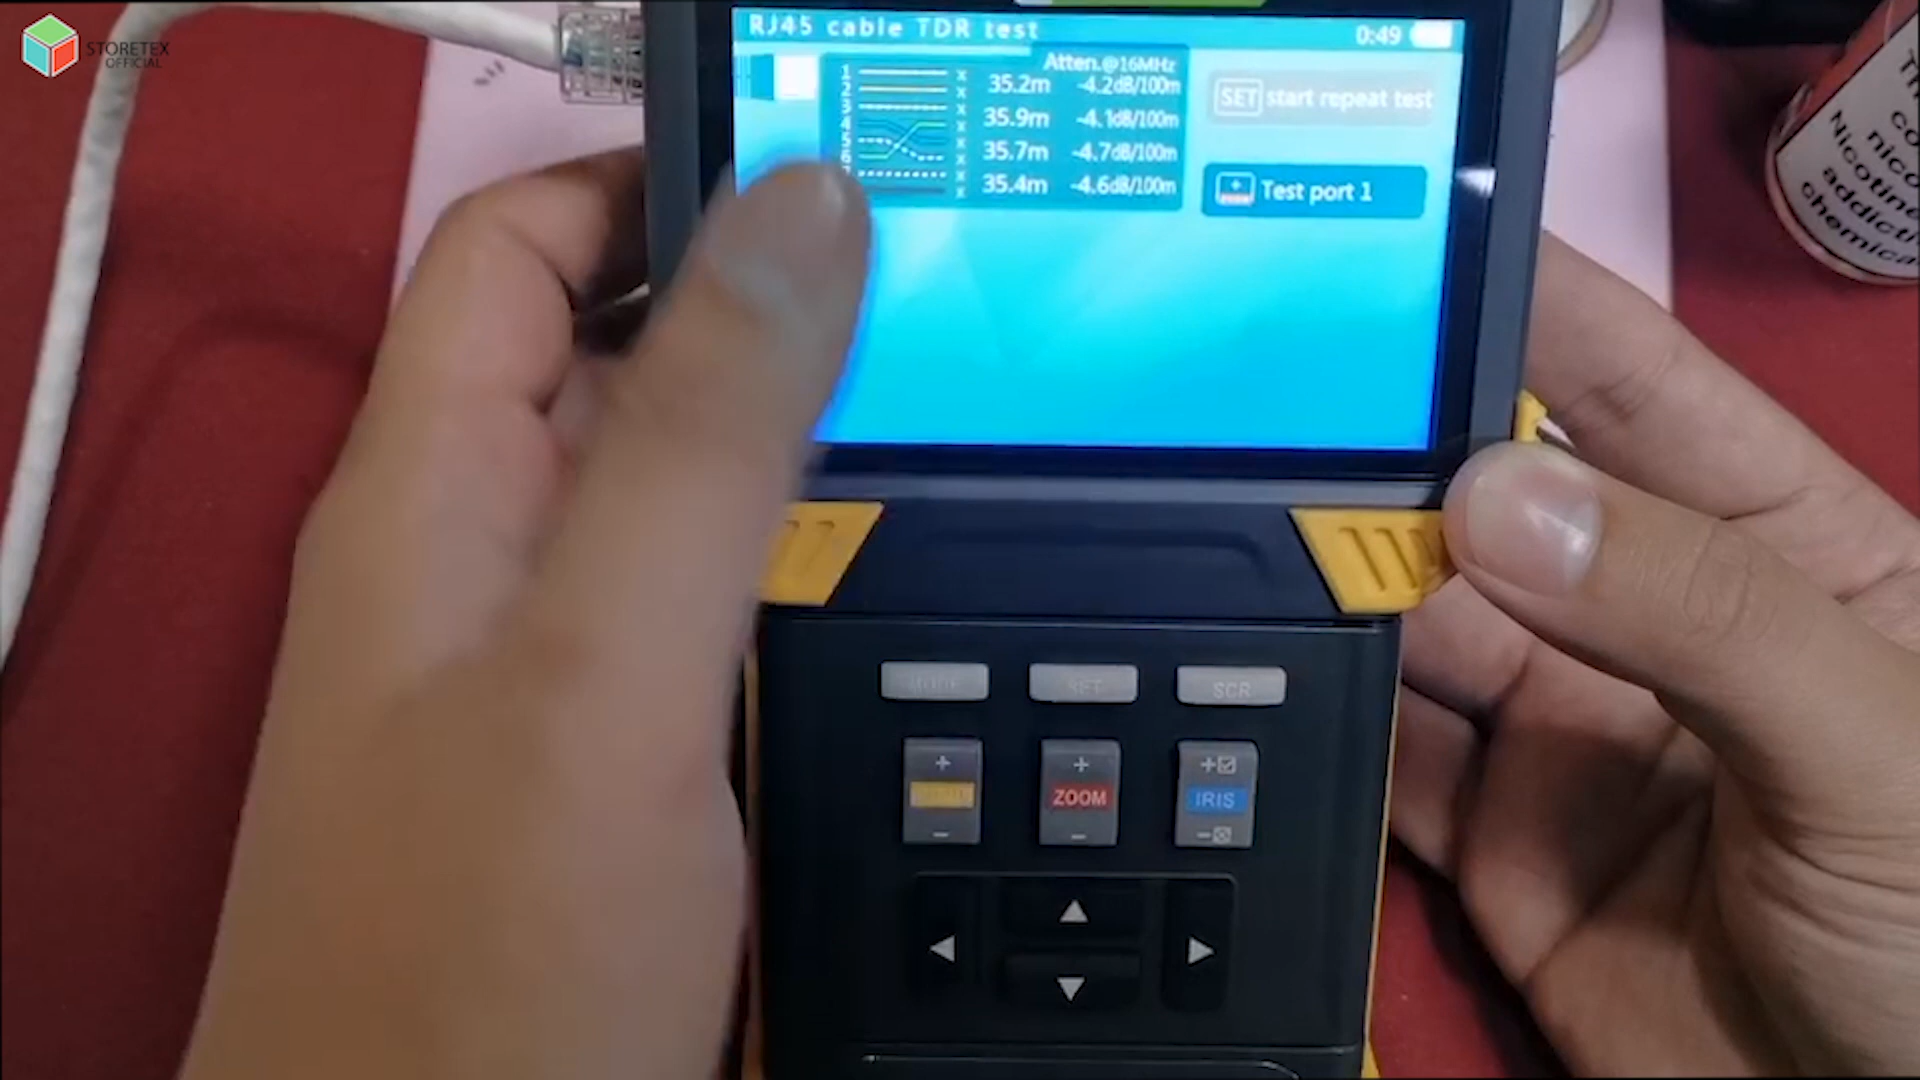 STORETEX
OFFICIAL
RJ45 cable TDR test
0:49
Atten.@16MHz
1 x 35.2m -4.2dB/100m
2 x
3 x 35.9m -4.1dB/100m
4 x
5 x 35.7m -4.7dB/100m
6 x
x 35.4m -4.6dB/100m
x
SET start repeat test
+ Test port 1
MODE SET SCR
+ + +
ZOOM IRIS
- - -
Nicotine
addicti
chemica